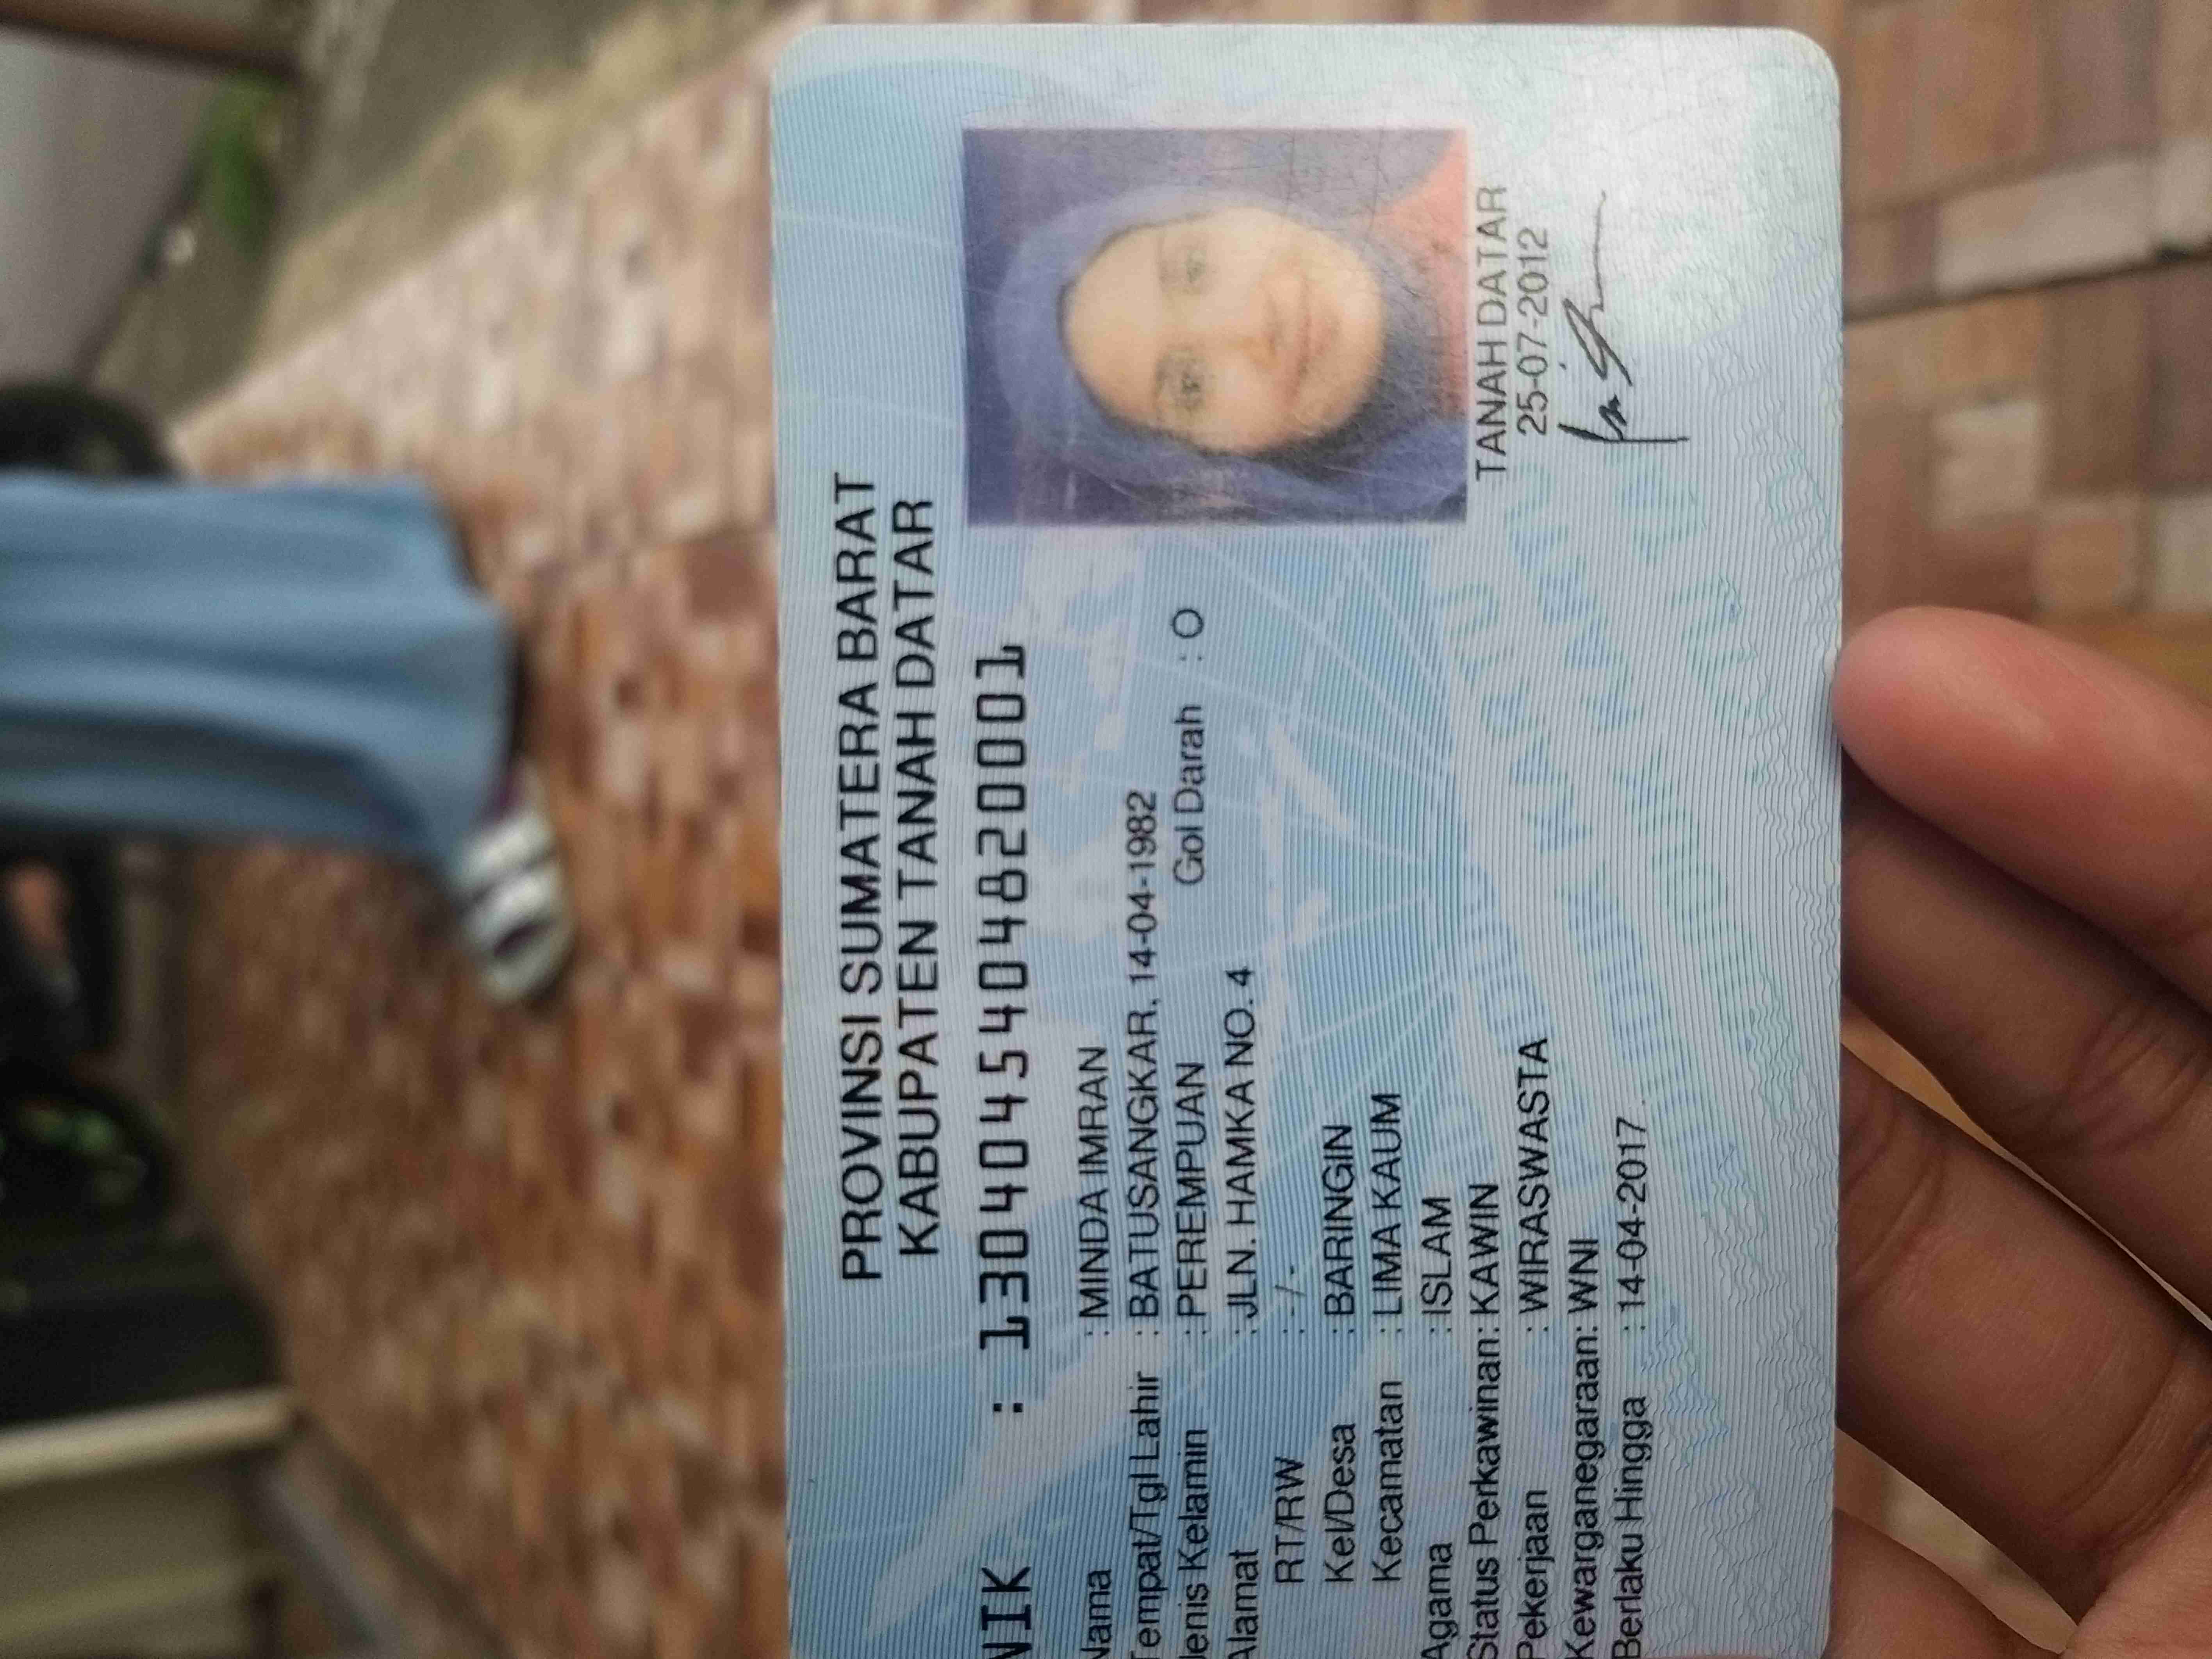 PROVINSI SUMATERA BARAT
KABUPATEN TANAH DATAR
NIK : 1304045404820001
Nama : MINDA IMRAN
Tempat/Tgl Lahir : BATUSANGKAR, 14-04-1982
Jenis Kelamin : PEREMPUAN Gol Darah : O
Alamat : JLN. HAMKA NO. 4
RT/RW : -/-
Kel/Desa : BARINGIN
Kecamatan : LIMA KAUM
Agama : ISLAM
Status Perkawinan: KAWIN
Pekerjaan : WIRASWASTA
Kewarganegaraan: WNI
Berlaku Hingga : 14-04-2017
TANAH DATAR
25-07-2012